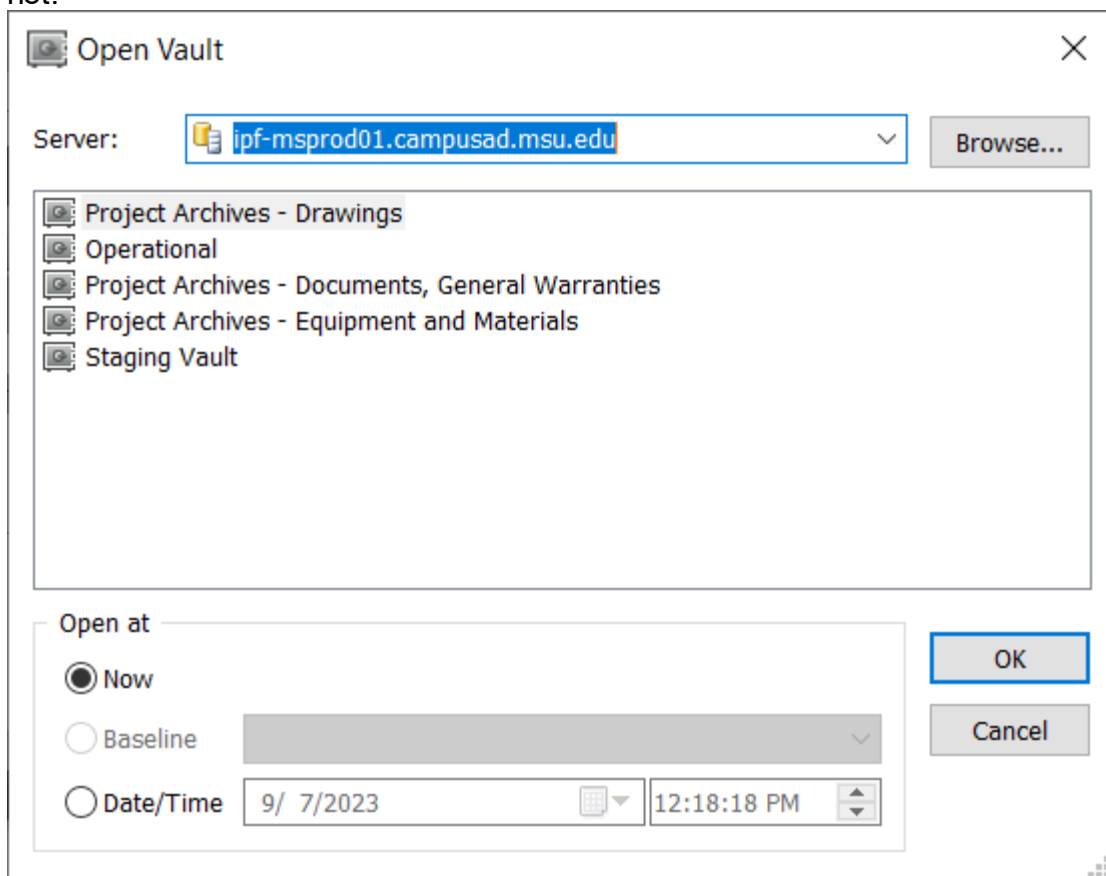 not.
Open Vault
Server: ipf-msprod01.campusad.msu.edu Browse...
Project Archives - Drawings
Operational
Project Archives - Documents, General Warranties
Project Archives - Equipment and Materials
Staging Vault
Open at
Now
OK
Baseline
Cancel
Date/Time 9/ 7/2023 12:18:18 PM